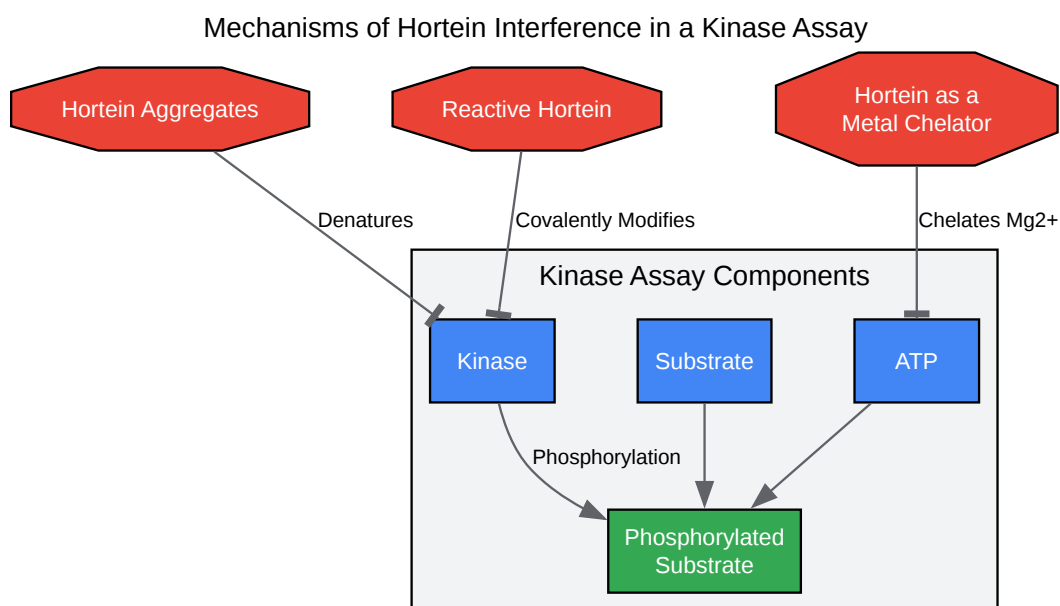 Mechanisms of Hortein Interference in a Kinase Assay
Hortein Aggregates
Reactive Hortein
Hortein as a
Metal Chelator
Denatures
Covalently Modifies
Chelates Mg2+
Kinase Assay Components
Kinase
Substrate
ATP
Phosphorylation
Phosphorylated
Substrate